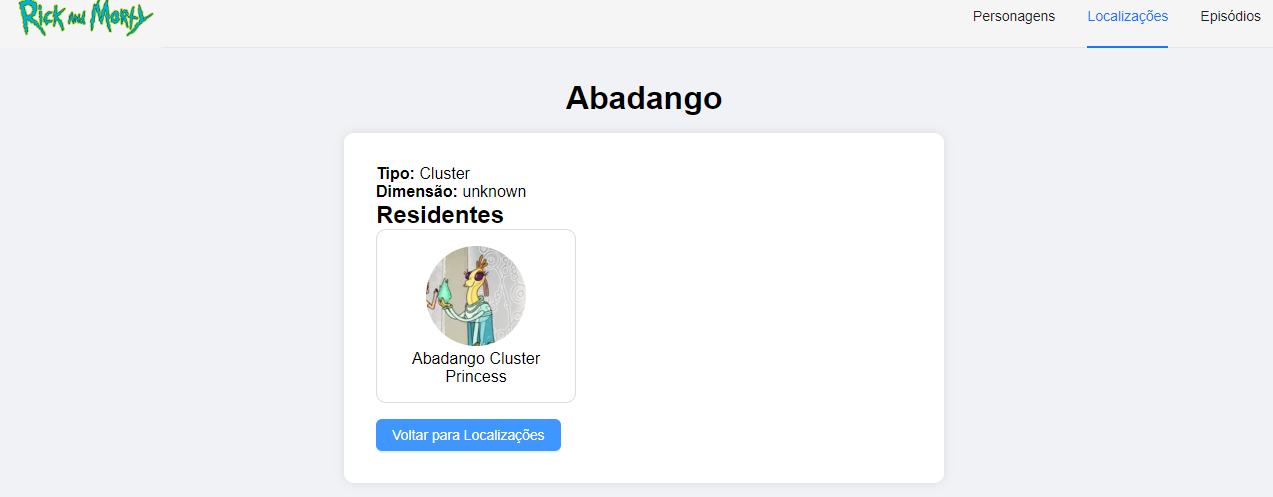 Rick and Morty
Personagens
Localizações
Episódios
Abadango
Tipo: Cluster
Dimensão: unknown
Residentes
Abadango Cluster
Princess
Voltar para Localizações